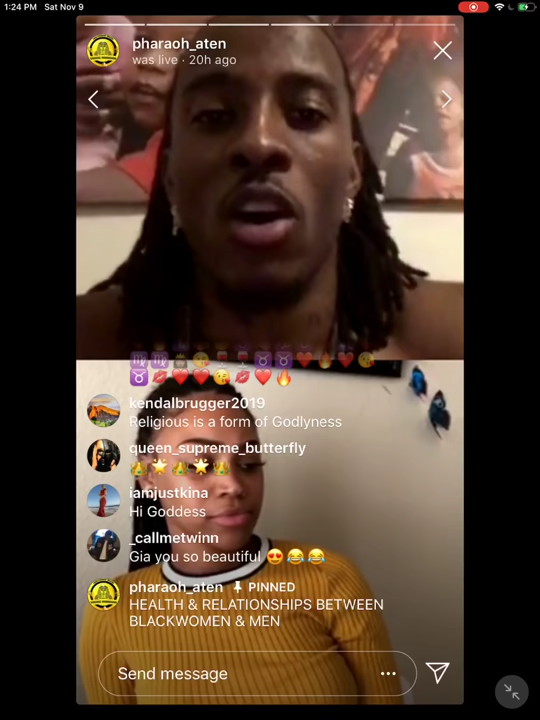 1:24 PM Sat Nov 9
pharaoh_aten
was live · 20h ago
kendalbrugger2019
Religious is a form of Godlyness
queen_supreme_butterfly
iamjustkina
Hi Goddess
_callmetwinn
Gia you so beautiful 😍😂😂
pharaoh_aten PINNED
HEALTH & RELATIONSHIPS BETWEEN
BLACKWOMEN & MEN
Send message